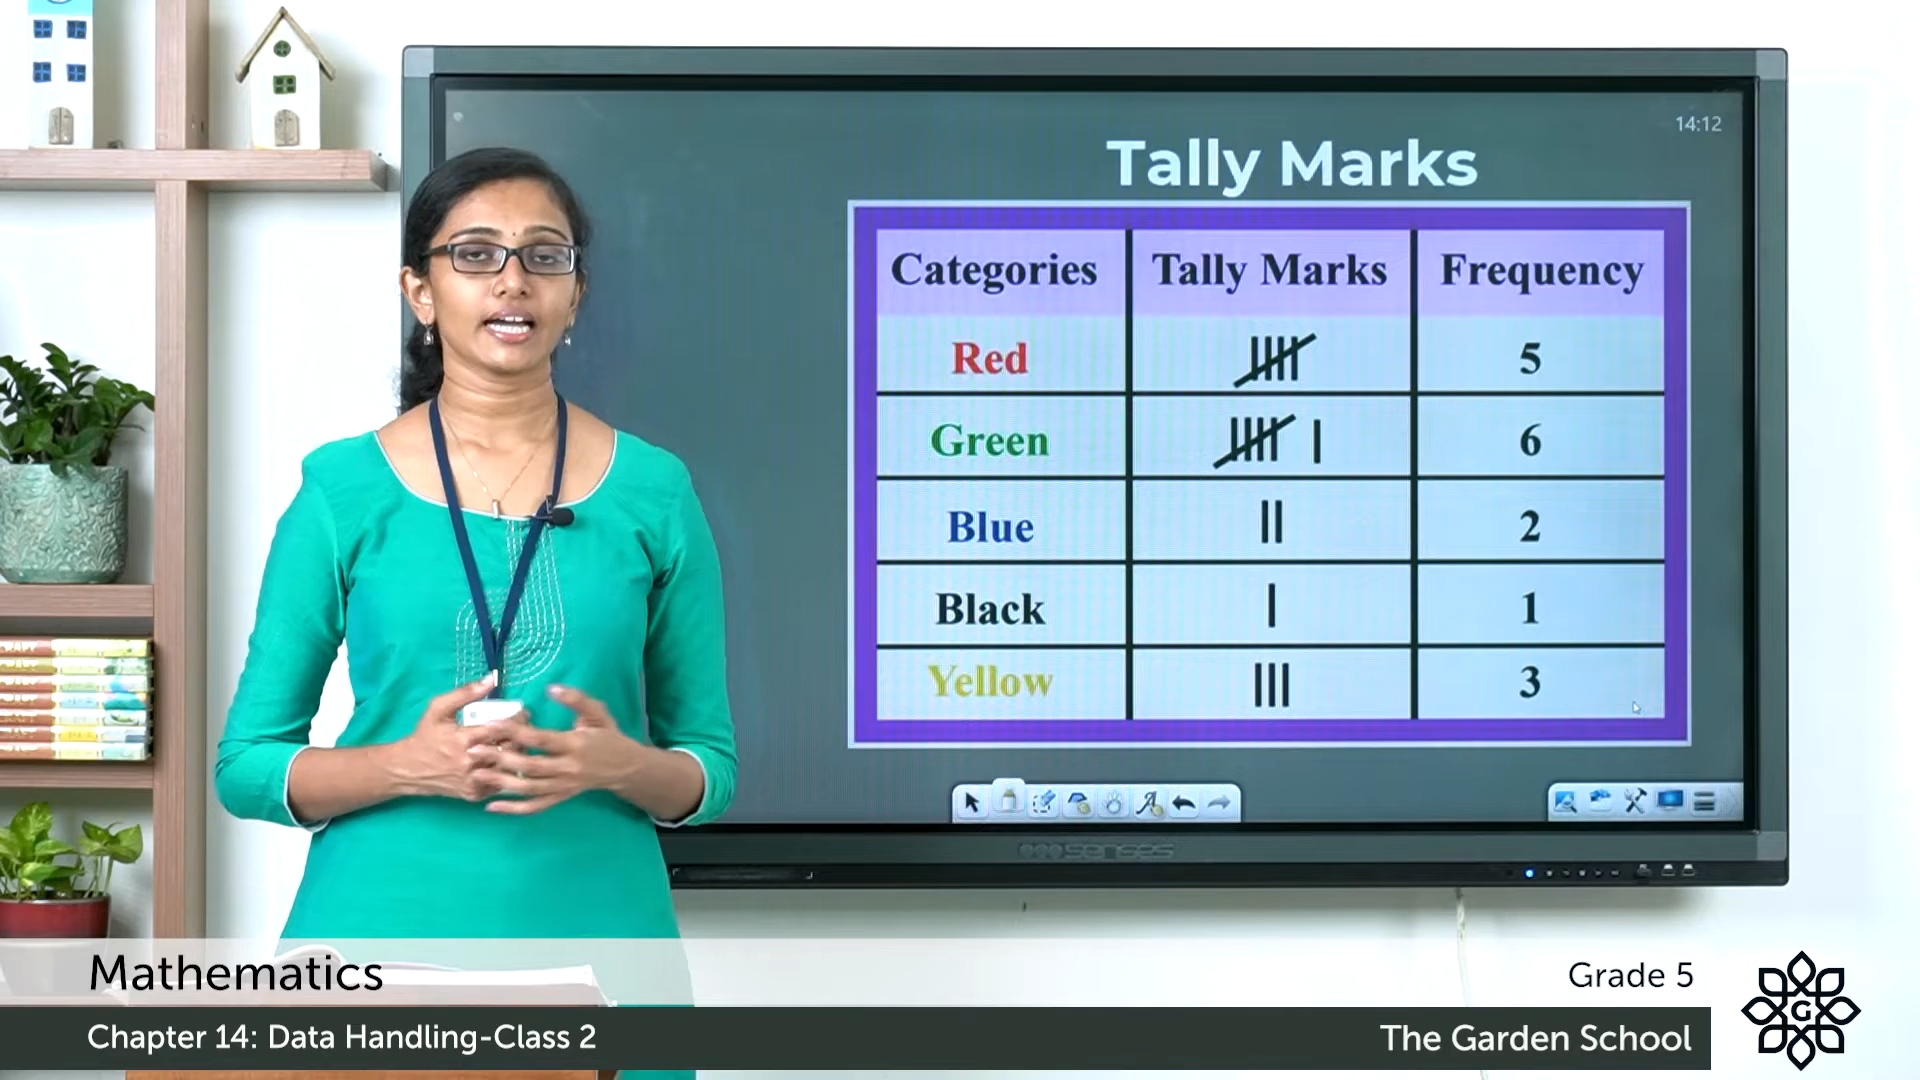 14:12
Tally Marks
Categories Tally Marks Frequency
Red 5
Green 6
Blue 2
Black 1
Yellow 3
Mathematics
Grade 5
Chapter 14: Data Handling-Class 2
The Garden School
G